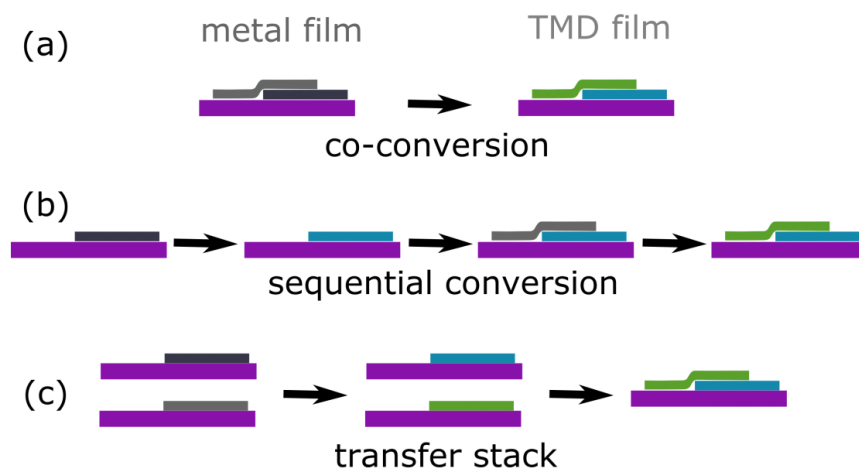 (a)
metal film
TMD film
co-conversion
(b)
sequential conversion
(c)
transfer stack